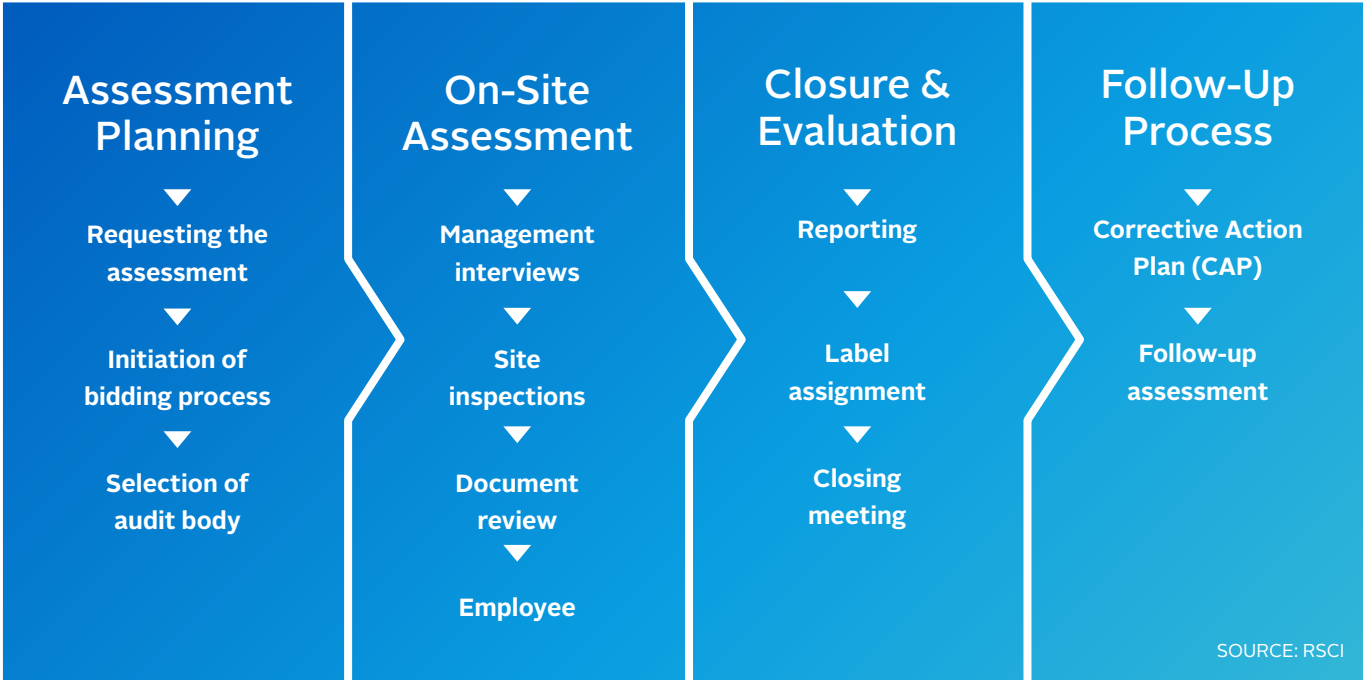 Assessment
Planning
Requesting the
assessment
Initiation of
bidding process
Selection of
audit body
On-Site
Assessment
Management
interviews
Site
inspections
Document
review
Employee
Closure &
Evaluation
Reporting
Label
assignment
Closing
meeting
Follow-Up
Process
Corrective Action
Plan (CAP)
Follow-up
assessment
SOURCE: RSCI